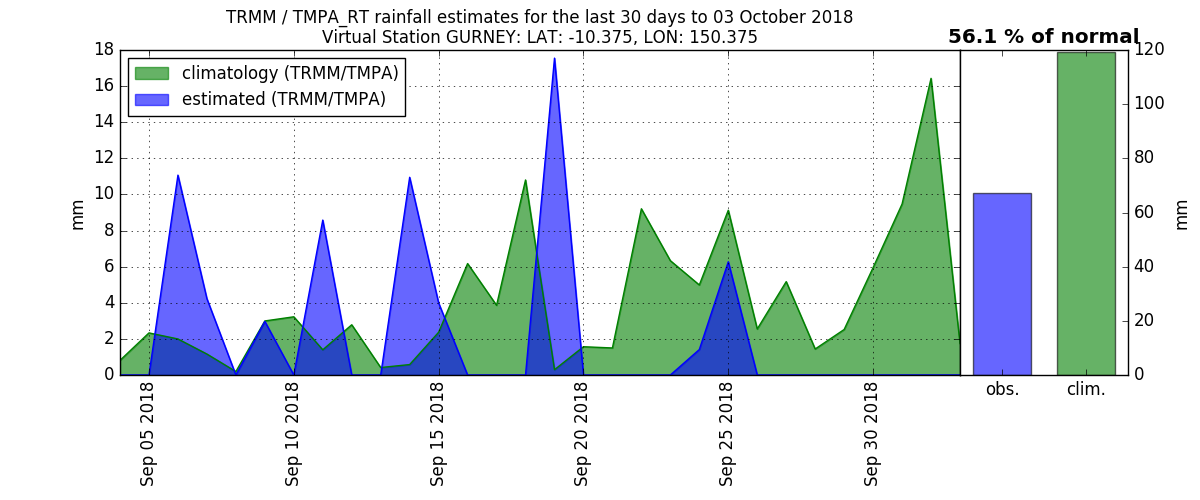 TRMM / TMPA_RT rainfall estimates for the last 30 days to 03 October 2018
Virtual Station GURNEY: LAT: -10.375, LON: 150.375
56.1 % of normal
climatology (TRMM/TMPA)
estimated (TRMM/TMPA)
mm
18
16
14
12
10
8
6
4
2
0
Sep 05 2018
Sep 10 2018
Sep 15 2018
Sep 20 2018
Sep 25 2018
Sep 30 2018
120
100
80
60
40
20
0
mm
obs.
clim.